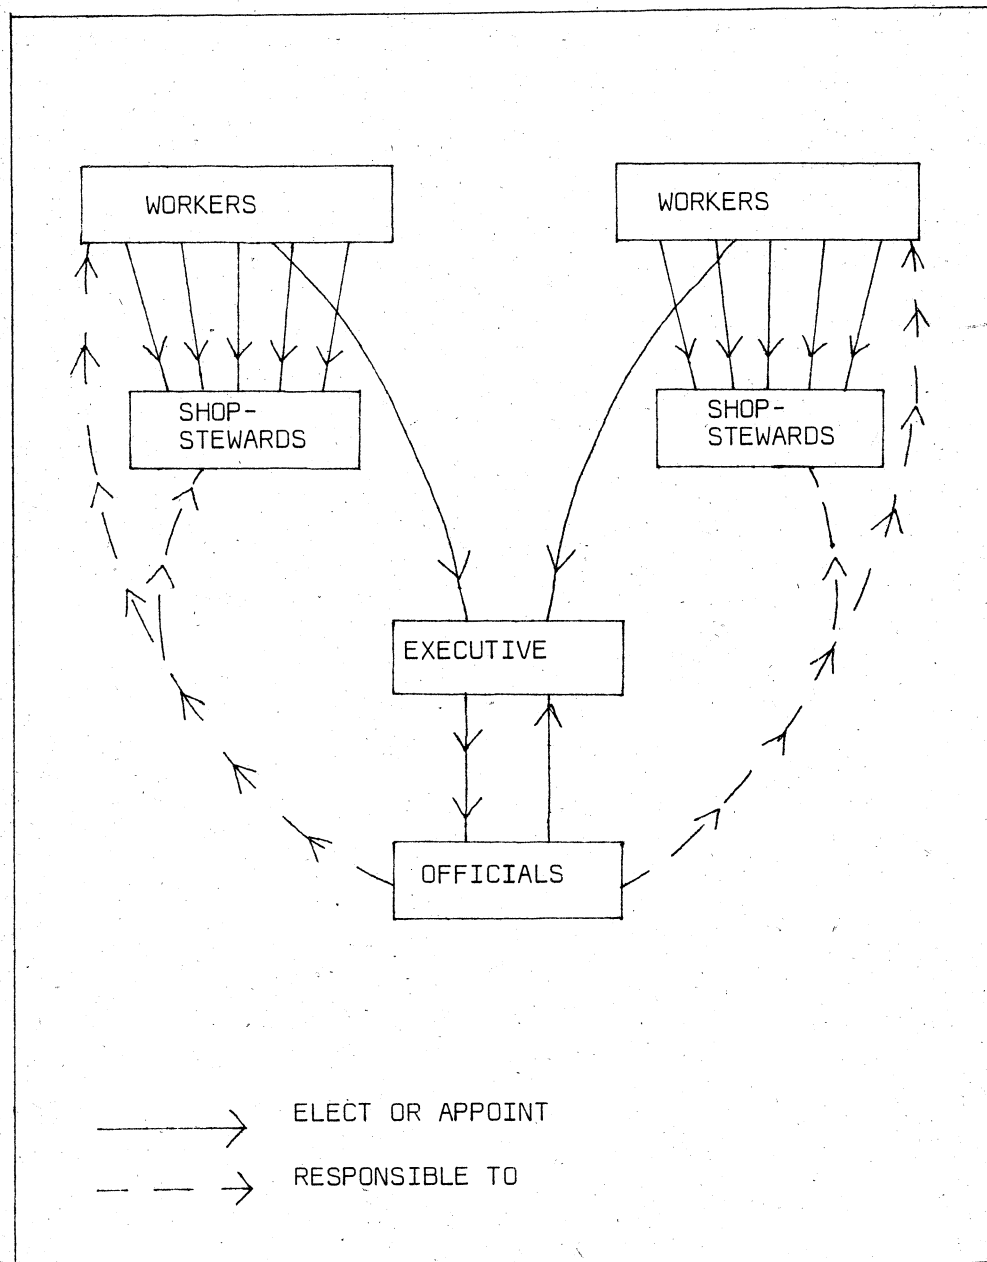 WORKERS
WORKERS
SHOP-
STEWARDS
SHOP-
STEWARDS
EXECUTIVE
OFFICIALS
ELECT OR APPOINT
RESPONSIBLE TO